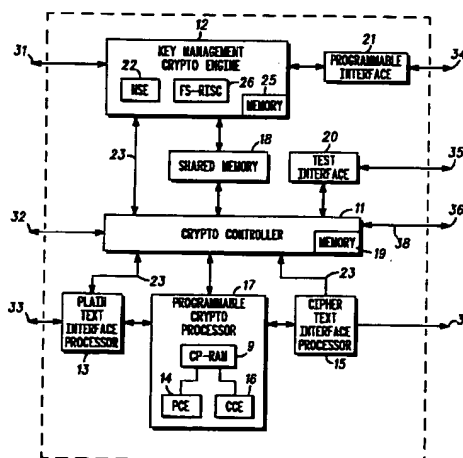 12
31
KEY MANAGEMENT
CRYPTO ENGINE
22
NSE
FS-RISC
26
25
MEMORY
21
PROGRAMMABLE
INTERFACE
34
23
18
SHARED MEMORY
20
TEST
INTERFACE
35
11
32
CRYPTO CONTROLLER
MEMORY
19
36
38
23
23
33
PLAIN
TEXT
INTERFACE
PROCESSOR
13
17
PROGRAMMABLE
CRYPTO
PROCESSOR
9
CP-RAM
14
PCE
16
CCE
CIPHER
TEXT
INTERFACE
PROCESSOR
15